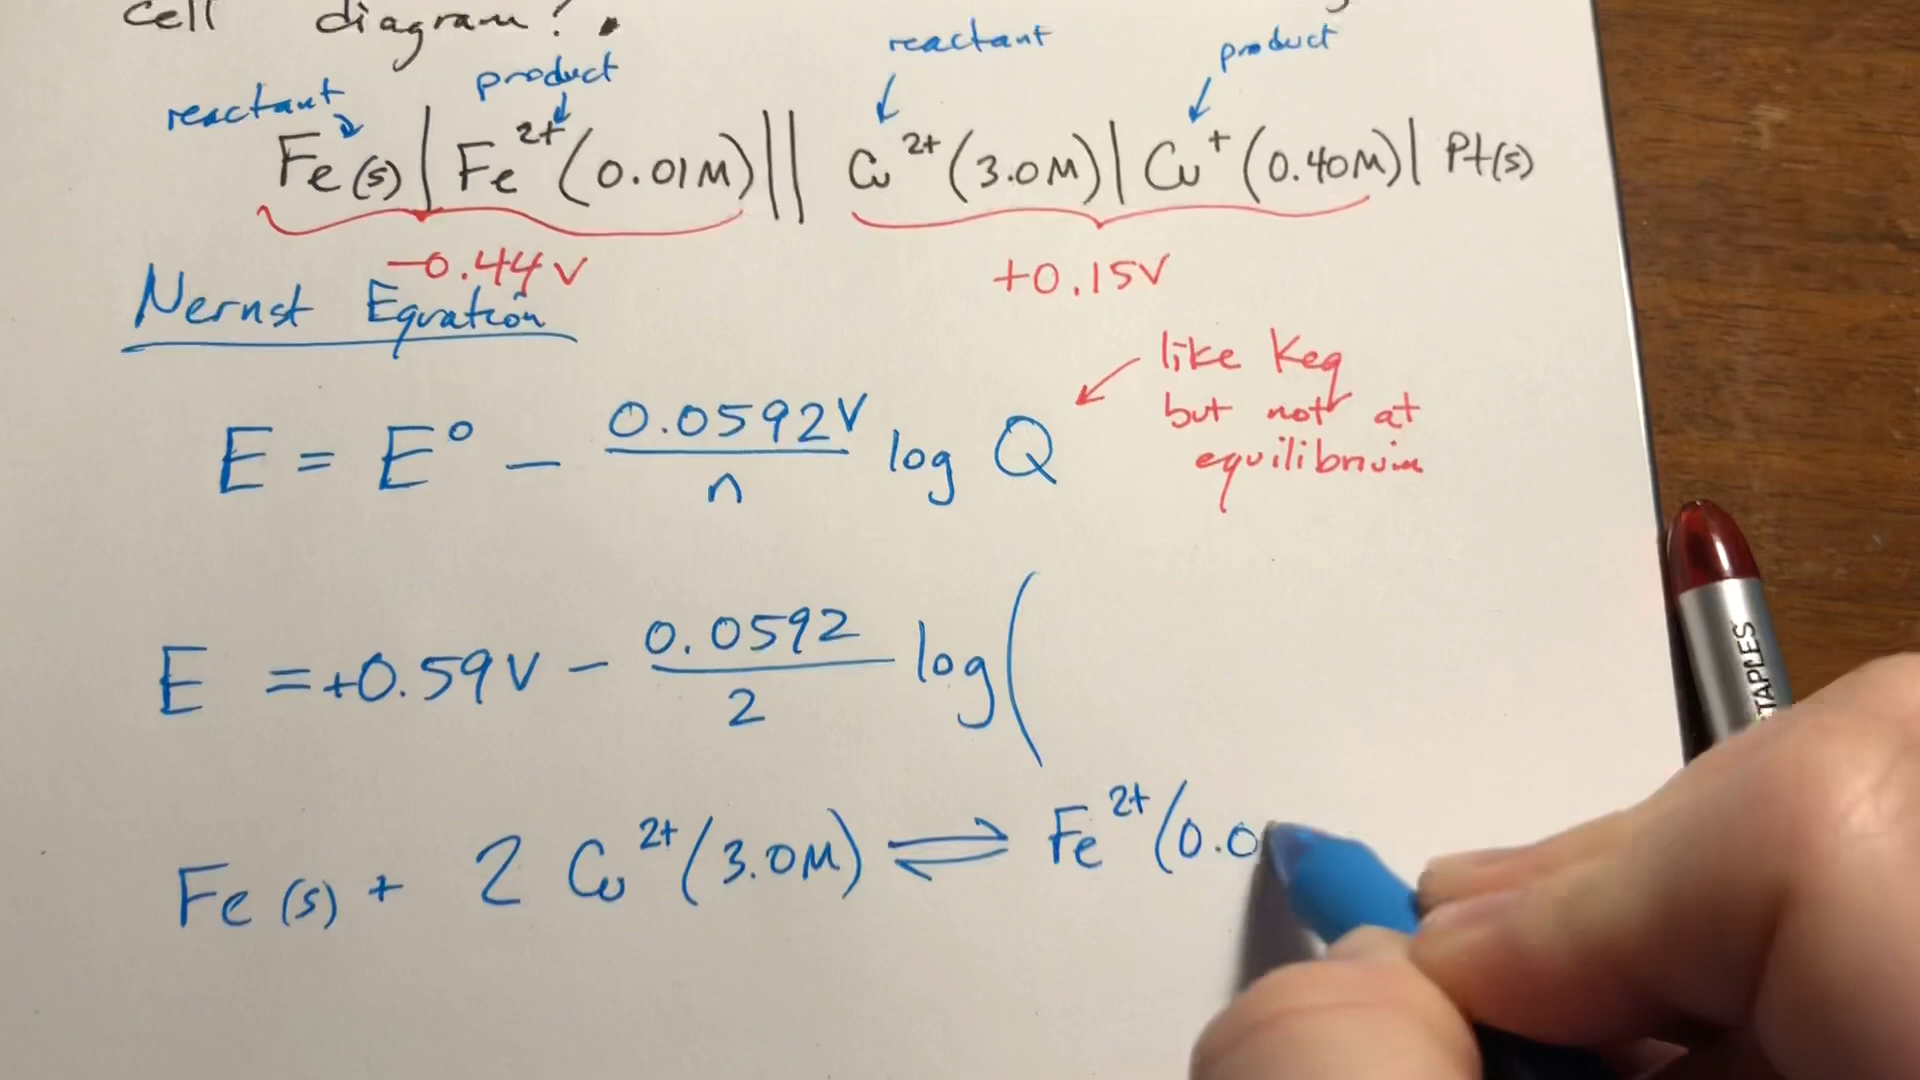 cell diagram?.
reactant product reactant product
Fe(s) | Fe²⁺(0.01M) || Cu²⁺(3.0M) | Cu⁺(0.40M) | Pt(s)
-0.44V +0.15V
Nernst Equation
like Keq
but not at
equilibrium
E = E° - 0.0592V/n log Q
E = +0.59V - 0.0592/2 log(
Fe(s) + 2 Cu²⁺(3.0M) ⇌ Fe²⁺(0.0
STAPLES